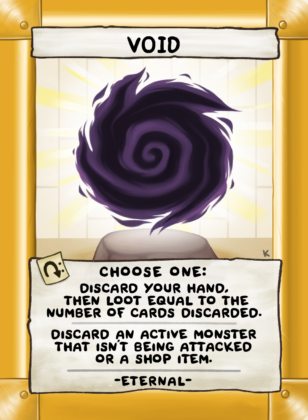 VOID
CHOOSE ONE:
DISCARD YOUR HAND,
THEN LOOT EQUAL TO THE
NUMBER OF CARDS DISCARDED.
DISCARD AN ACTIVE MONSTER
THAT ISN'T BEING ATTACKED
OR A SHOP ITEM.
-ETERNAL-